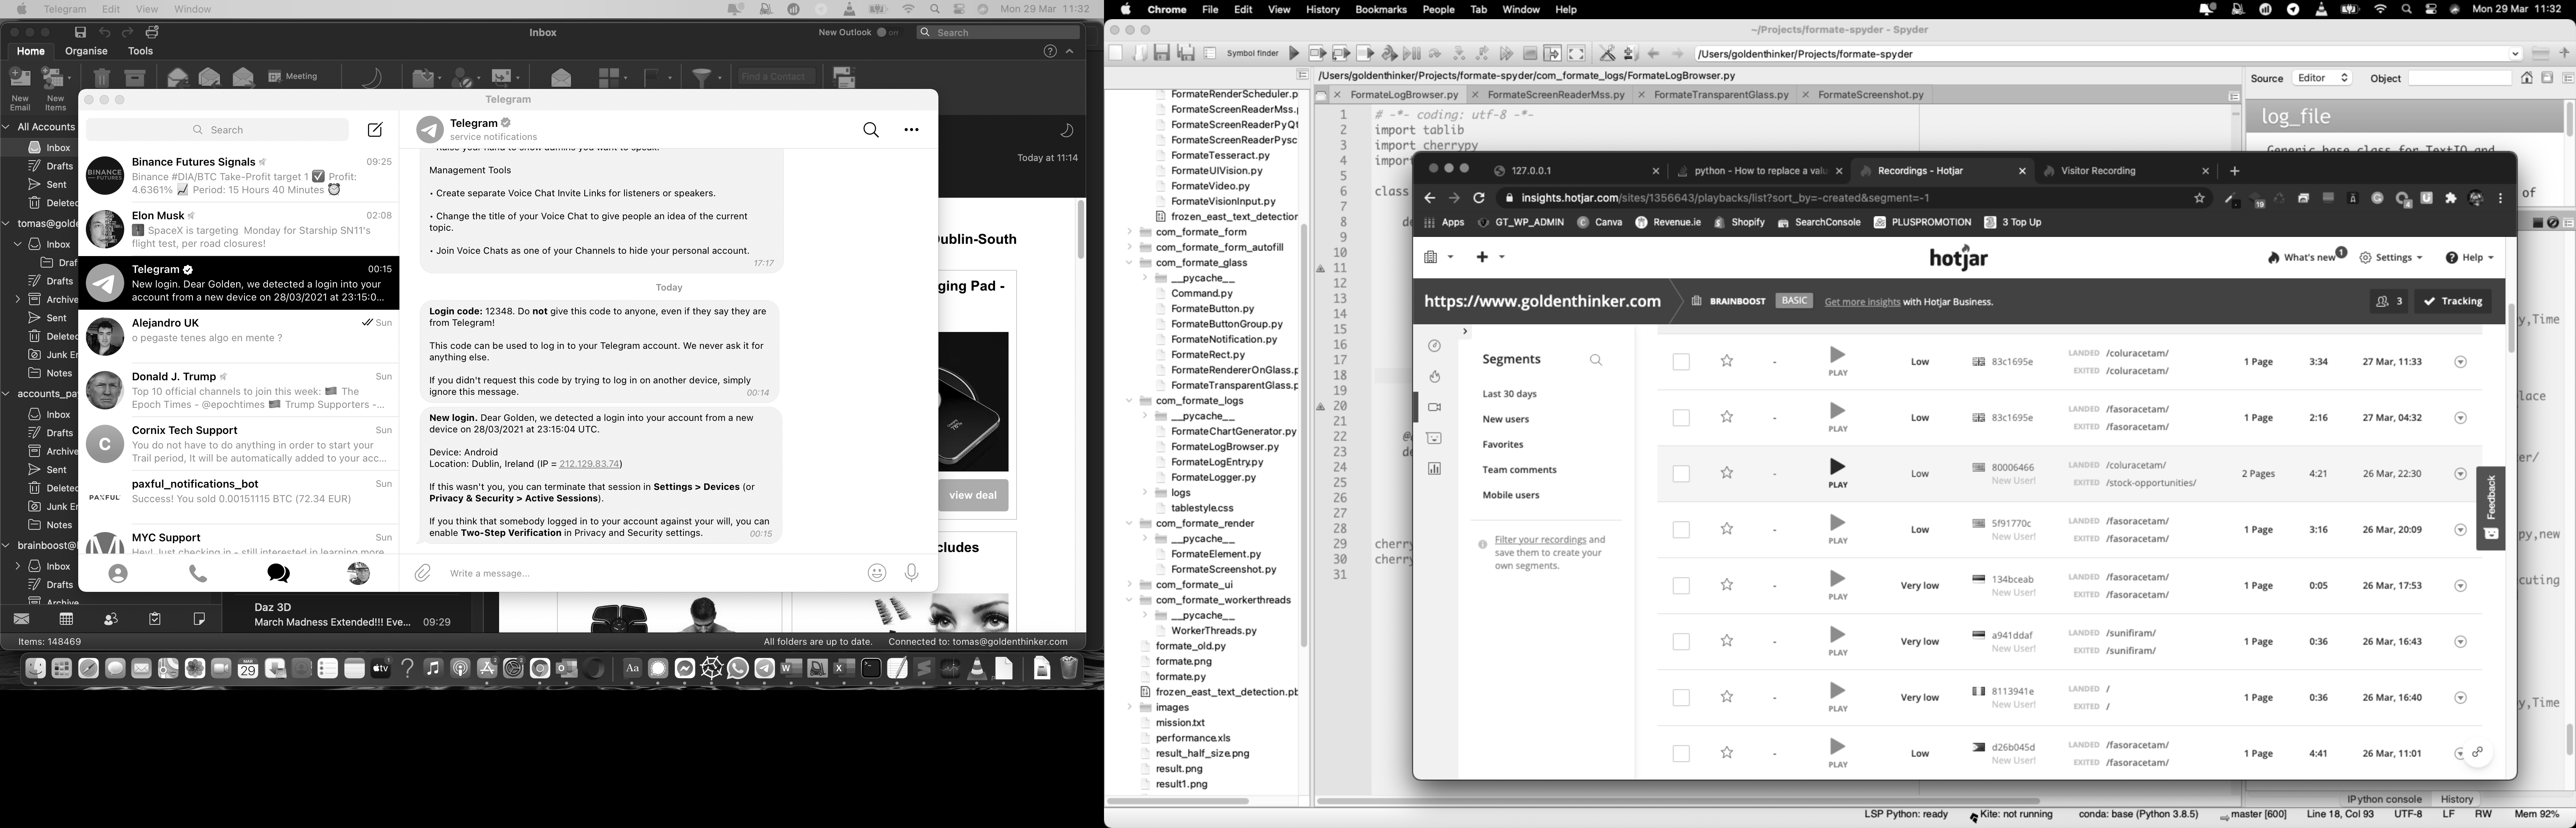 Telegram Edit View Window
Mon 29 Mar 11:32
Inbox
New Outlook
Search
Home Organise Tools
Meeting
Find a Contact
New Email
New Items
All Accounts
Inbox
Drafts
Sent
Deleted
Inbox
Drafts
Archive
Sent
Deleted
Notes
Inbox
Drafts
Archive
Sent
Deleted
Notes
Inbox
Drafts
Today at 11:14
Telegram
Search
Binance Futures Signals 09:25
Binance #DIA/BTC Take-Profit target 1 ✅ Profit:
4.6361% 📈 Period: 15 Hours 40 Minutes ⏰
Elon Musk 02:08
SpaceX is targeting Monday for Starship SN11's
flight test, per road closures!
Telegram 00:15
New login. Dear Golden, we detected a login into your
account from a new device on 28/03/2021 at 23:15:0...
Alejandro UK Sun
o pegaste tenes algo en mente ?
Donald J. Trump Sun
Top 10 official channels to join this week: The
Epoch Times - @epochtimes Trump Supporters -...
Cornix Tech Support Sun
You do not have to do anything in order to start your
Trail period, It will be automatically added to your acc...
paxful_notifications_bot Sun
Success! You sold 0.00151115 BTC (72.34 EUR)
MYC Support Sun
Hey! Just checking in - still interested in learning more
Telegram
service notifications
Management Tools
• Create separate Voice Chat Invite Links for listeners or speakers.
• Change the title of your Voice Chat to give people an idea of the current
topic.
• Join Voice Chats as one of your Channels to hide your personal account.
17:17
Today
Login code: 12348. Do not give this code to anyone, even if they say they are
from Telegram!
This code can be used to log in to your Telegram account. We never ask it for
anything else.
If you didn't request this code by trying to log in on another device, simply
ignore this message. 00:14
New login. Dear Golden, we detected a login into your account from a new
device on 28/03/2021 at 23:15:04 UTC.
Device: Android
Location: Dublin, Ireland (IP = 212.129.83.74)
If this wasn't you, you can terminate that session in Settings > Devices (or
Privacy & Security > Active Sessions).
If you think that somebody logged in to your account against your will, you can
enable Two-Step Verification in Privacy and Security settings. 00:15
Write a message...
view deal
Daz 3D
March Madness Extended!!! Eve... 09:29
Items: 148469
All folders are up to date. Connected to: tomas@goldenthinker.com
Chrome File Edit View History Bookmarks People Tab Window Help
Mon 29 Mar 11:32
~/Projects/formate-spyder - Spyder
Symbol finder
/Users/goldenthinker/Projects/formate-spyder
/Users/goldenthinker/Projects/formate-spyder/com_formate_logs/FormateLogBrowser.py
FormateLogBrowser.py FormateScreenReaderMss.py FormateTransparentGlass.py FormateScreenshot.py
Source Editor Object
log_file
FormateRenderScheduler.p
FormateScreenReaderMss.p
FormateScreenReaderPyQt
FormateScreenReaderPysc
FormateTesseract.py
FormateUIVision.py
FormateVideo.py
FormateVisionInput.py
frozen_east_text_detection
com_formate_form
com_formate_form_autofill
com_formate_glass
__pycache__
Command.py
FormateButton.py
FormateButtonGroup.py
FormateNotification.py
FormateRect.py
FormateRendererOnGlass.p
FormateTransparentGlass.p
com_formate_logs
__pycache__
FormateChartGenerator.py
FormateLogBrowser.py
FormateLogEntry.py
FormateLogger.py
logs
tablestyle.css
com_formate_render
__pycache__
FormateElement.py
FormateScreenshot.py
com_formate_ui
com_formate_workerthreads
__pycache__
WorkerThreads.py
formate_old.py
formate.png
formate.py
frozen_east_text_detection.pb
images
mission.txt
performance.xls
result_half_size.png
result.png
result1.png
1 # -*- coding: utf-8 -*-
2 import tablib
3 import cherrypy
4 import
6 class
127.0.0.1
python - How to replace a valu
Recordings - Hotjar
Visitor Recording
insights.hotjar.com/sites/1356643/playbacks/list?sort_by=-created&segment=-1
Apps GT_WP_ADMIN Canva Revenue.ie Shopify SearchConsole PLUSPROMOTION 3 Top Up
hotjar
What's new 1 Settings Help
https://www.goldenthinker.com
BRAINBOOST BASIC Get more insights with Hotjar Business.
3 Tracking
Segments
Last 30 days
New users
Favorites
Team comments
Mobile users
Filter your recordings and
save them to create your
own segments.
- PLAY Low 83c1695e LANDED /coluracetam/ EXITED /coluracetam/ 1 Page 3:34 27 Mar, 11:33
- PLAY Low 83c1695e LANDED /fasoracetam/ EXITED /fasoracetam/ 1 Page 2:16 27 Mar, 04:32
- PLAY Low 80006466 New User! LANDED /coluracetam/ EXITED /stock-opportunities/ 2 Pages 4:21 26 Mar, 22:30
- PLAY Low 5f91770c New User! LANDED /fasoracetam/ EXITED /fasoracetam/ 1 Page 3:16 26 Mar, 20:09
- PLAY Very low 134bceab New User! LANDED /fasoracetam/ EXITED /fasoracetam/ 1 Page 0:05 26 Mar, 17:53
- PLAY Very low a941ddaf New User! LANDED /sunifiram/ EXITED /sunifiram/ 1 Page 0:36 26 Mar, 16:43
- PLAY Very low 8113941e New User! LANDED / EXITED / 1 Page 0:36 26 Mar, 16:40
- PLAY Low d26b045d New User! LANDED /fasoracetam/ EXITED /fasoracetam/ 1 Page 4:41 26 Mar, 11:01
Feedback
IPython console History
LSP Python: ready Kite: not running conda: base (Python 3.8.5) master [600] Line 18, Col 93 UTF-8 LF RW Mem 92%